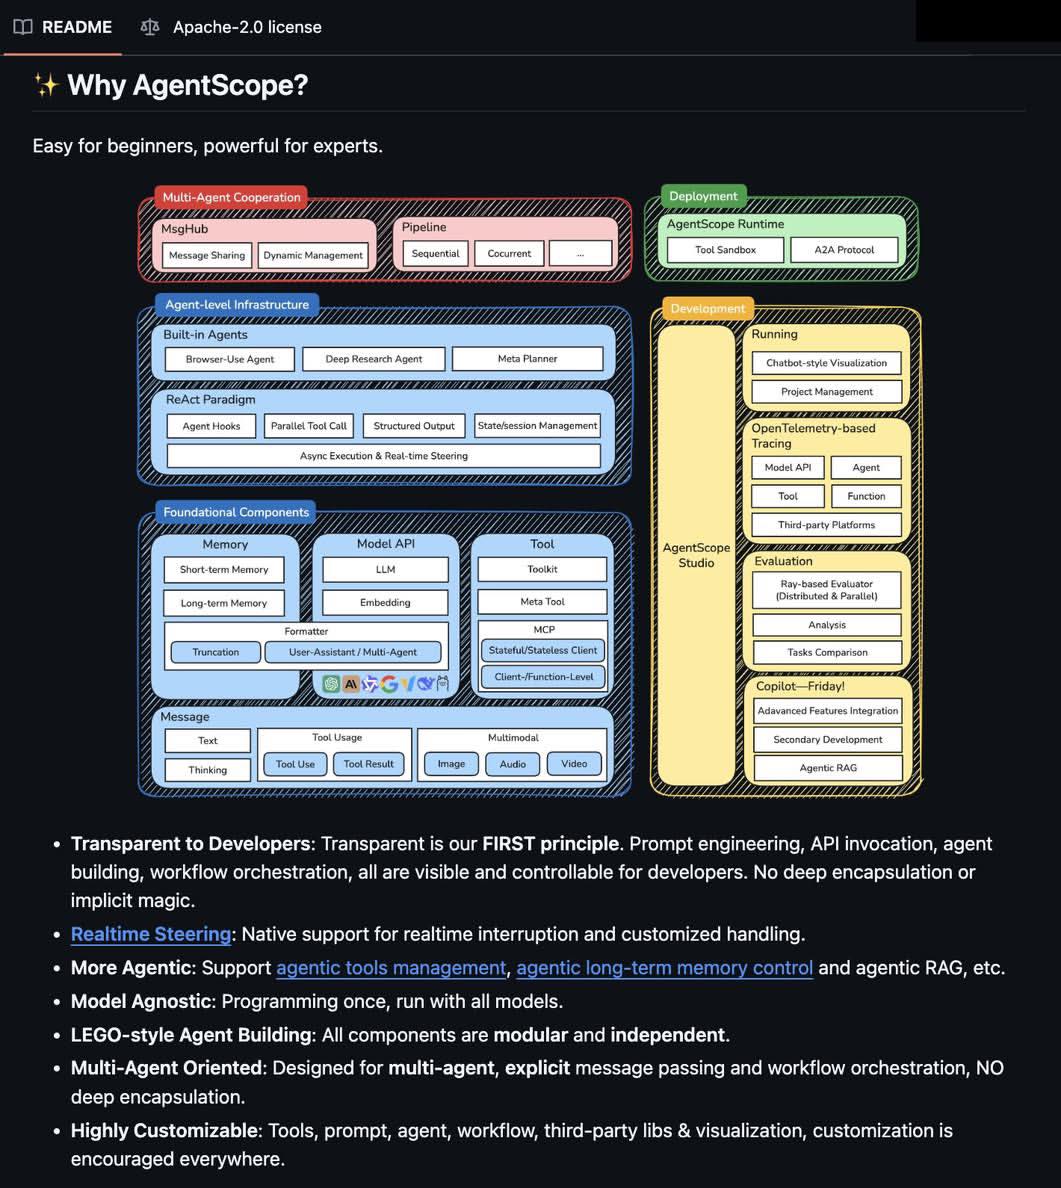 README
Apache-2.0 license
✨ Why AgentScope?
Easy for beginners, powerful for experts.
Multi-Agent Cooperation
MsgHub
Message Sharing
Dynamic Management
Pipeline
Sequential
Cocurrent
...
Deployment
AgentScope Runtime
Tool Sandbox
A2A Protocol
Agent-level Infrastructure
Built-in Agents
Browser-Use Agent
Deep Research Agent
Meta Planner
ReAct Paradigm
Agent Hooks
Parallel Tool Call
Structured Output
State/session Management
Async Execution & Real-time Steering
Foundational Components
Memory
Short-term Memory
Long-term Memory
Model API
LLM
Embedding
Formatter
Truncation
User-Assistant / Multi-Agent
Tool
Toolkit
Meta Tool
MCP
Stateful/Stateless Client
Client-/Function-Level
Message
Text
Thinking
Tool Usage
Tool Use
Tool Result
Multimodal
Image
Audio
Video
Development
AgentScope
Studio
Running
Chatbot-style Visualization
Project Management
OpenTelemetry-based
Tracing
Model API
Agent
Tool
Function
Third-party Platforms
Evaluation
Ray-based Evaluator
(Distributed & Parallel)
Analysis
Tasks Comparison
Copilot—Friday!
Adavanced Features Integration
Secondary Development
Agentic RAG
• Transparent to Developers: Transparent is our FIRST principle. Prompt engineering, API invocation, agent
building, workflow orchestration, all are visible and controllable for developers. No deep encapsulation or
implicit magic.
• Realtime Steering: Native support for realtime interruption and customized handling.
• More Agentic: Support agentic tools management, agentic long-term memory control and agentic RAG, etc.
• Model Agnostic: Programming once, run with all models.
• LEGO-style Agent Building: All components are modular and independent.
• Multi-Agent Oriented: Designed for multi-agent, explicit message passing and workflow orchestration, NO
deep encapsulation.
• Highly Customizable: Tools, prompt, agent, workflow, third-party libs & visualization, customization is
encouraged everywhere.